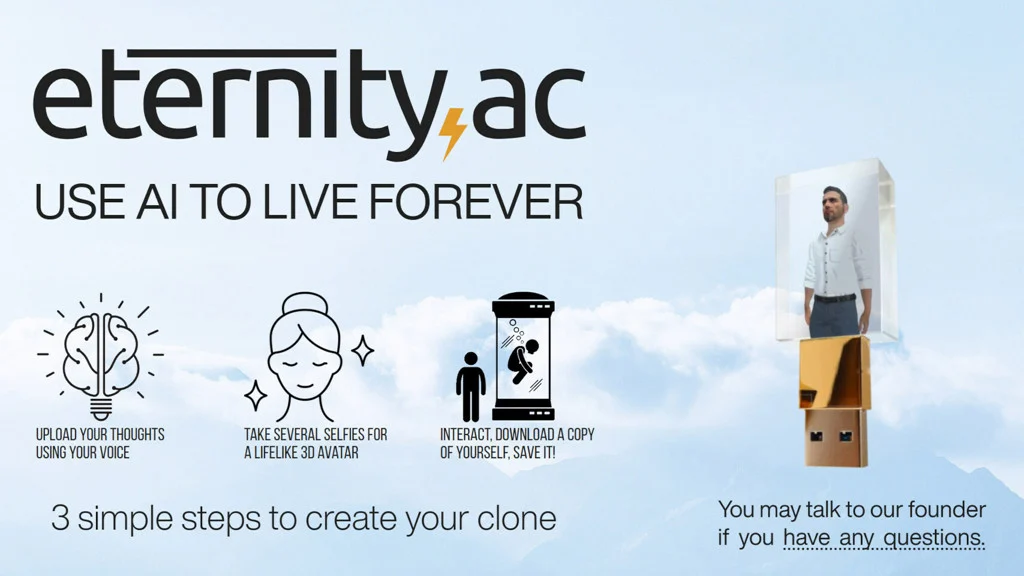 eternity.ac
USE AI TO LIVE FOREVER
UPLOAD YOUR THOUGHTS
USING YOUR VOICE
TAKE SEVERAL SELFIES FOR
A LIFELIKE 3D AVATAR
INTERACT, DOWNLOAD A COPY
OF YOURSELF, SAVE IT!
3 simple steps to create your clone
You may talk to our founder
if you have any questions.